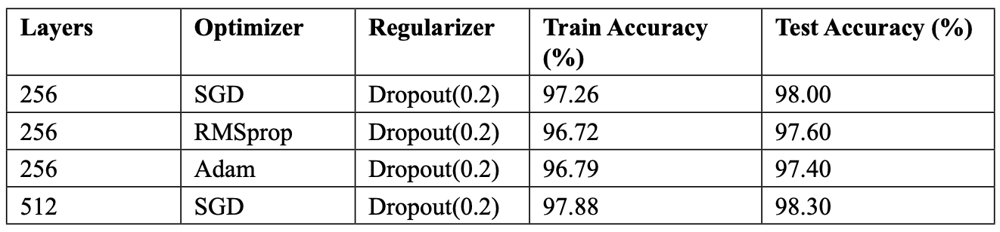 Layers Optimizer Regularizer Train Accuracy (%) Test Accuracy (%)
256 SGD Dropout(0.2) 97.26 98.00
256 RMSprop Dropout(0.2) 96.72 97.60
256 Adam Dropout(0.2) 96.79 97.40
512 SGD Dropout(0.2) 97.88 98.30